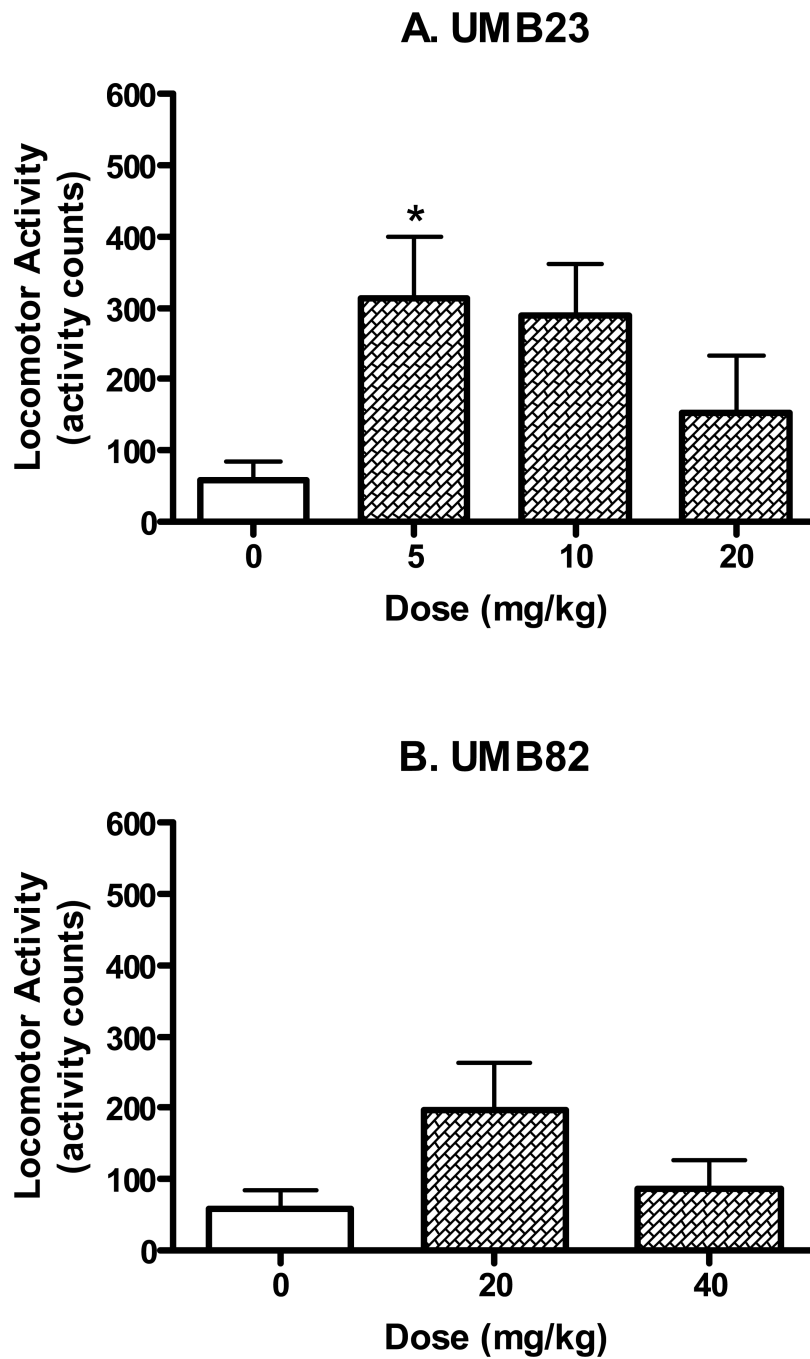 A. UMB23
600
500
400
300
200
100
0
Locomotor Activity
(activity counts)
*
0 5 10 20
Dose (mg/kg)
B. UMB82
600
500
400
300
200
100
0
Locomotor Activity
(activity counts)
0 20 40
Dose (mg/kg)